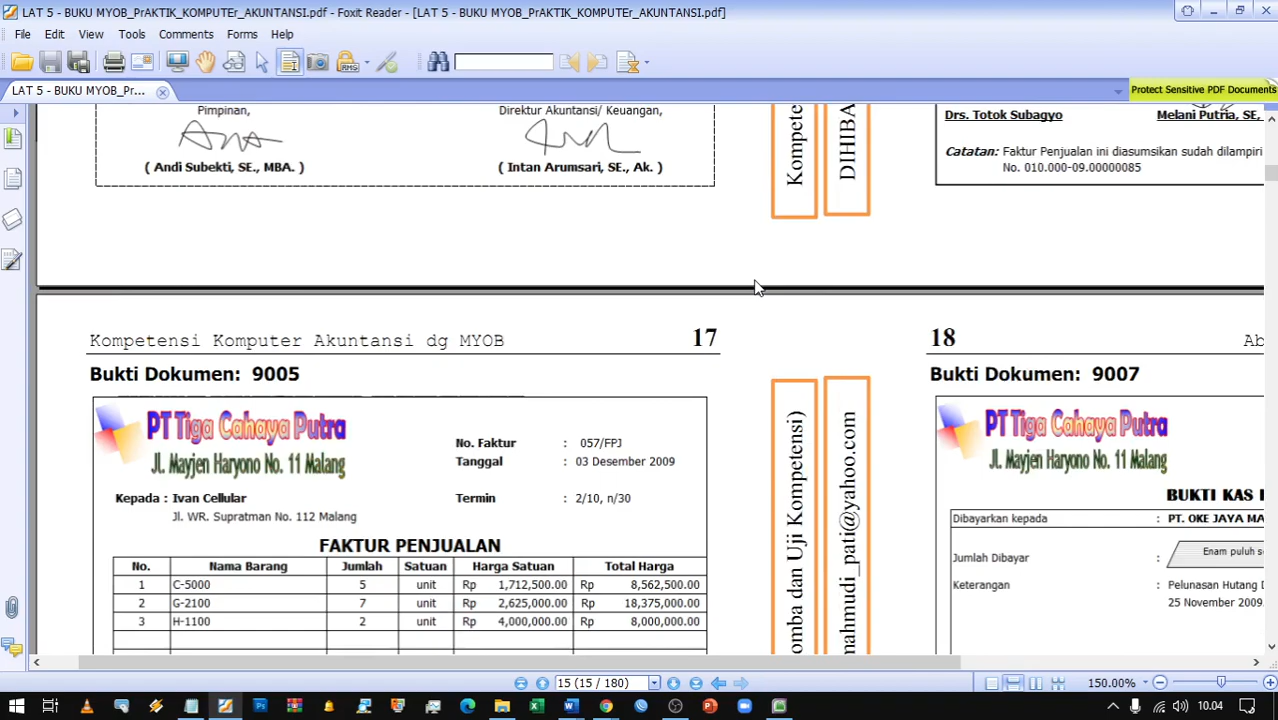 LAT 5 - BUKU MYOB_PrAKTIK_KOMPUTEr_AKUNTANSI.pdf - Foxit Reader - [LAT 5 - BUKU MYOB_PrAKTIK_KOMPUTEr_AKUNTANSI.pdf]
File Edit View Tools Comments Forms Help
LAT 5 - BUKU MYOB_Pr...
Protect Sensitive PDF Documents
Pimpinan,
Direktur Akuntansi/ Keuangan,
( Andi Subekti, SE., MBA. )
( Intan Arumsari, SE., Ak. )
Kompete
DIHIBA
Drs. Totok Subagyo
Melani Putria, SE,
Catatan: Faktur Penjualan ini diasumsikan sudah dilampiri
No. 010.000-09.00000085
Kompetensi Komputer Akuntansi dg MYOB 17
Bukti Dokumen: 9005
PT Tiga Cahaya Putra
Jl. Mayjen Haryono No. 11 Malang
No. Faktur : 057/FPJ
Tanggal : 03 Desember 2009
Kepada : Ivan Cellular
Termin : 2/10, n/30
Jl. WR. Supratman No. 112 Malang
FAKTUR PENJUALAN
No. Nama Barang Jumlah Satuan Harga Satuan Total Harga
1 C-5000 5 unit Rp 1,712,500.00 Rp 8,562,500.00
2 G-2100 7 unit Rp 2,625,000.00 Rp 18,375,000.00
3 H-1100 2 unit Rp 4,000,000.00 Rp 8,000,000.00
omba dan Uji Kompetensi)
mahmudi_pati@yahoo.com
18 Ab
Bukti Dokumen: 9007
PT Tiga Cahaya Putra
Jl. Mayjen Haryono No. 11 Malang
BUKTI KAS
Dibayarkan kepada : PT. OKE JAYA MA
Jumlah Dibayar : Enam puluh s
Keterangan : Pelunasan Hutang D
25 November 2009.
15 (15 / 180)
150.00%
10.04